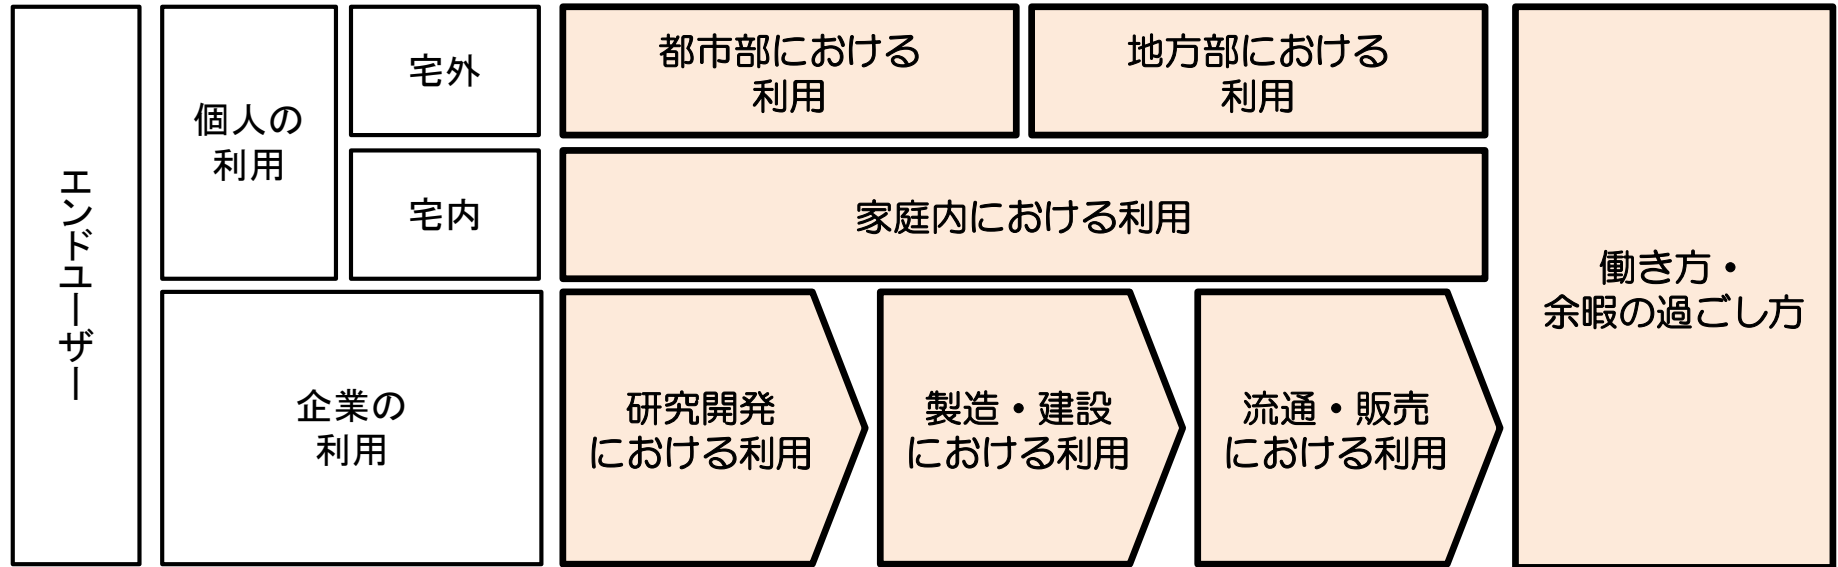 エンドユーザー
個人の
利用
宅外
都市部における
利用
地方部における
利用
宅内
家庭内における利用
企業の
利用
研究開発
における利用
製造・建設
における利用
流通・販売
における利用
働き方・
余暇の過ごし方